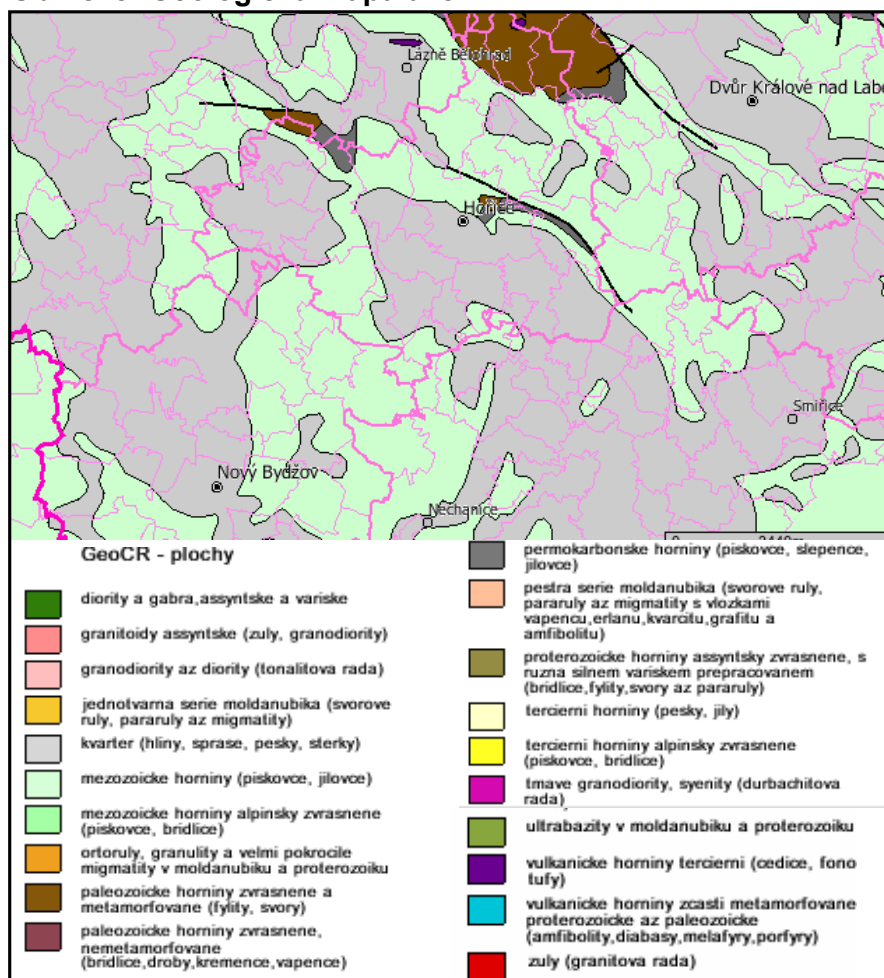 Lázně Bělohrad
Dvůr Králové nad Labe
Hořice
Smiřice
Nový Bydžov
Nechanice
GeoCR - plochy
diority a gabra,assyntske a variske
granitoidy assyntske (zuly, granodiority)
granodiority az diority (tonalitova rada)
jednotvarna serie moldanubika (svorove
ruly, pararuly az migmatity)
kvarter (hliny, sprase, pesky, sterky)
mezozoicke horniny (piskovce, jilovce)
mezozoicke horniny alpinsky zvrasnene
(piskovce, bridlice)
ortoruly, granulity a velmi pokrocile
migmatity v moldanubiku a proterozoiku
paleozoicke horniny zvrasnene a
metamorfovane (fylity, svory)
paleozoicke horniny zvrasnene,
nemetamorfovane
(bridlice,droby,kremence,vapence)
permokarbonske horniny (piskovce, slepence,
jilovce)
pestra serie moldanubika (svorove ruly,
pararuly az migmatity s vlozkami
vapencu,erlanu,kvarcitu,grafitu a
amfibolitu)
proterozoicke horniny assyntsky zvrasnene, s
ruzna silnem variskem prepracovanem
(bridlice,fylity,svory az pararuly)
tercierni horniny (pesky, jily)
tercierni horniny alpinsky zvrasnene
(piskovce, bridlice)
tmave granodiority, syenity (durbachitova
rada)
ultrabazity v moldanubiku a proterozoiku
vulkanicke horniny tercierni (cedice, fono
tufy)
vulkanicke horniny zcasti metamorfovane
proterozoicke az paleozoicke
(amfibolity,diabasy,melafyry,porfyry)
zuly (granitova rada)